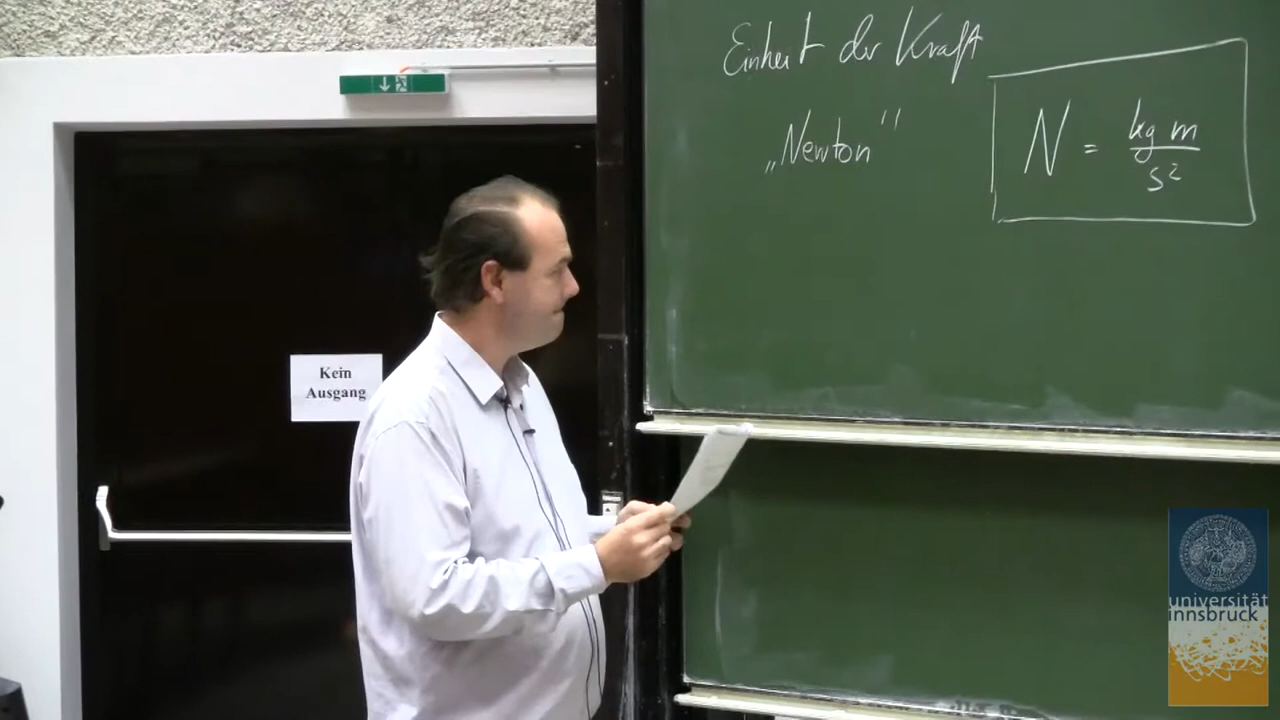 Einheit der Kraft
„Newton"
N = kg m / s²
Kein
Ausgang
universität
innsbruck